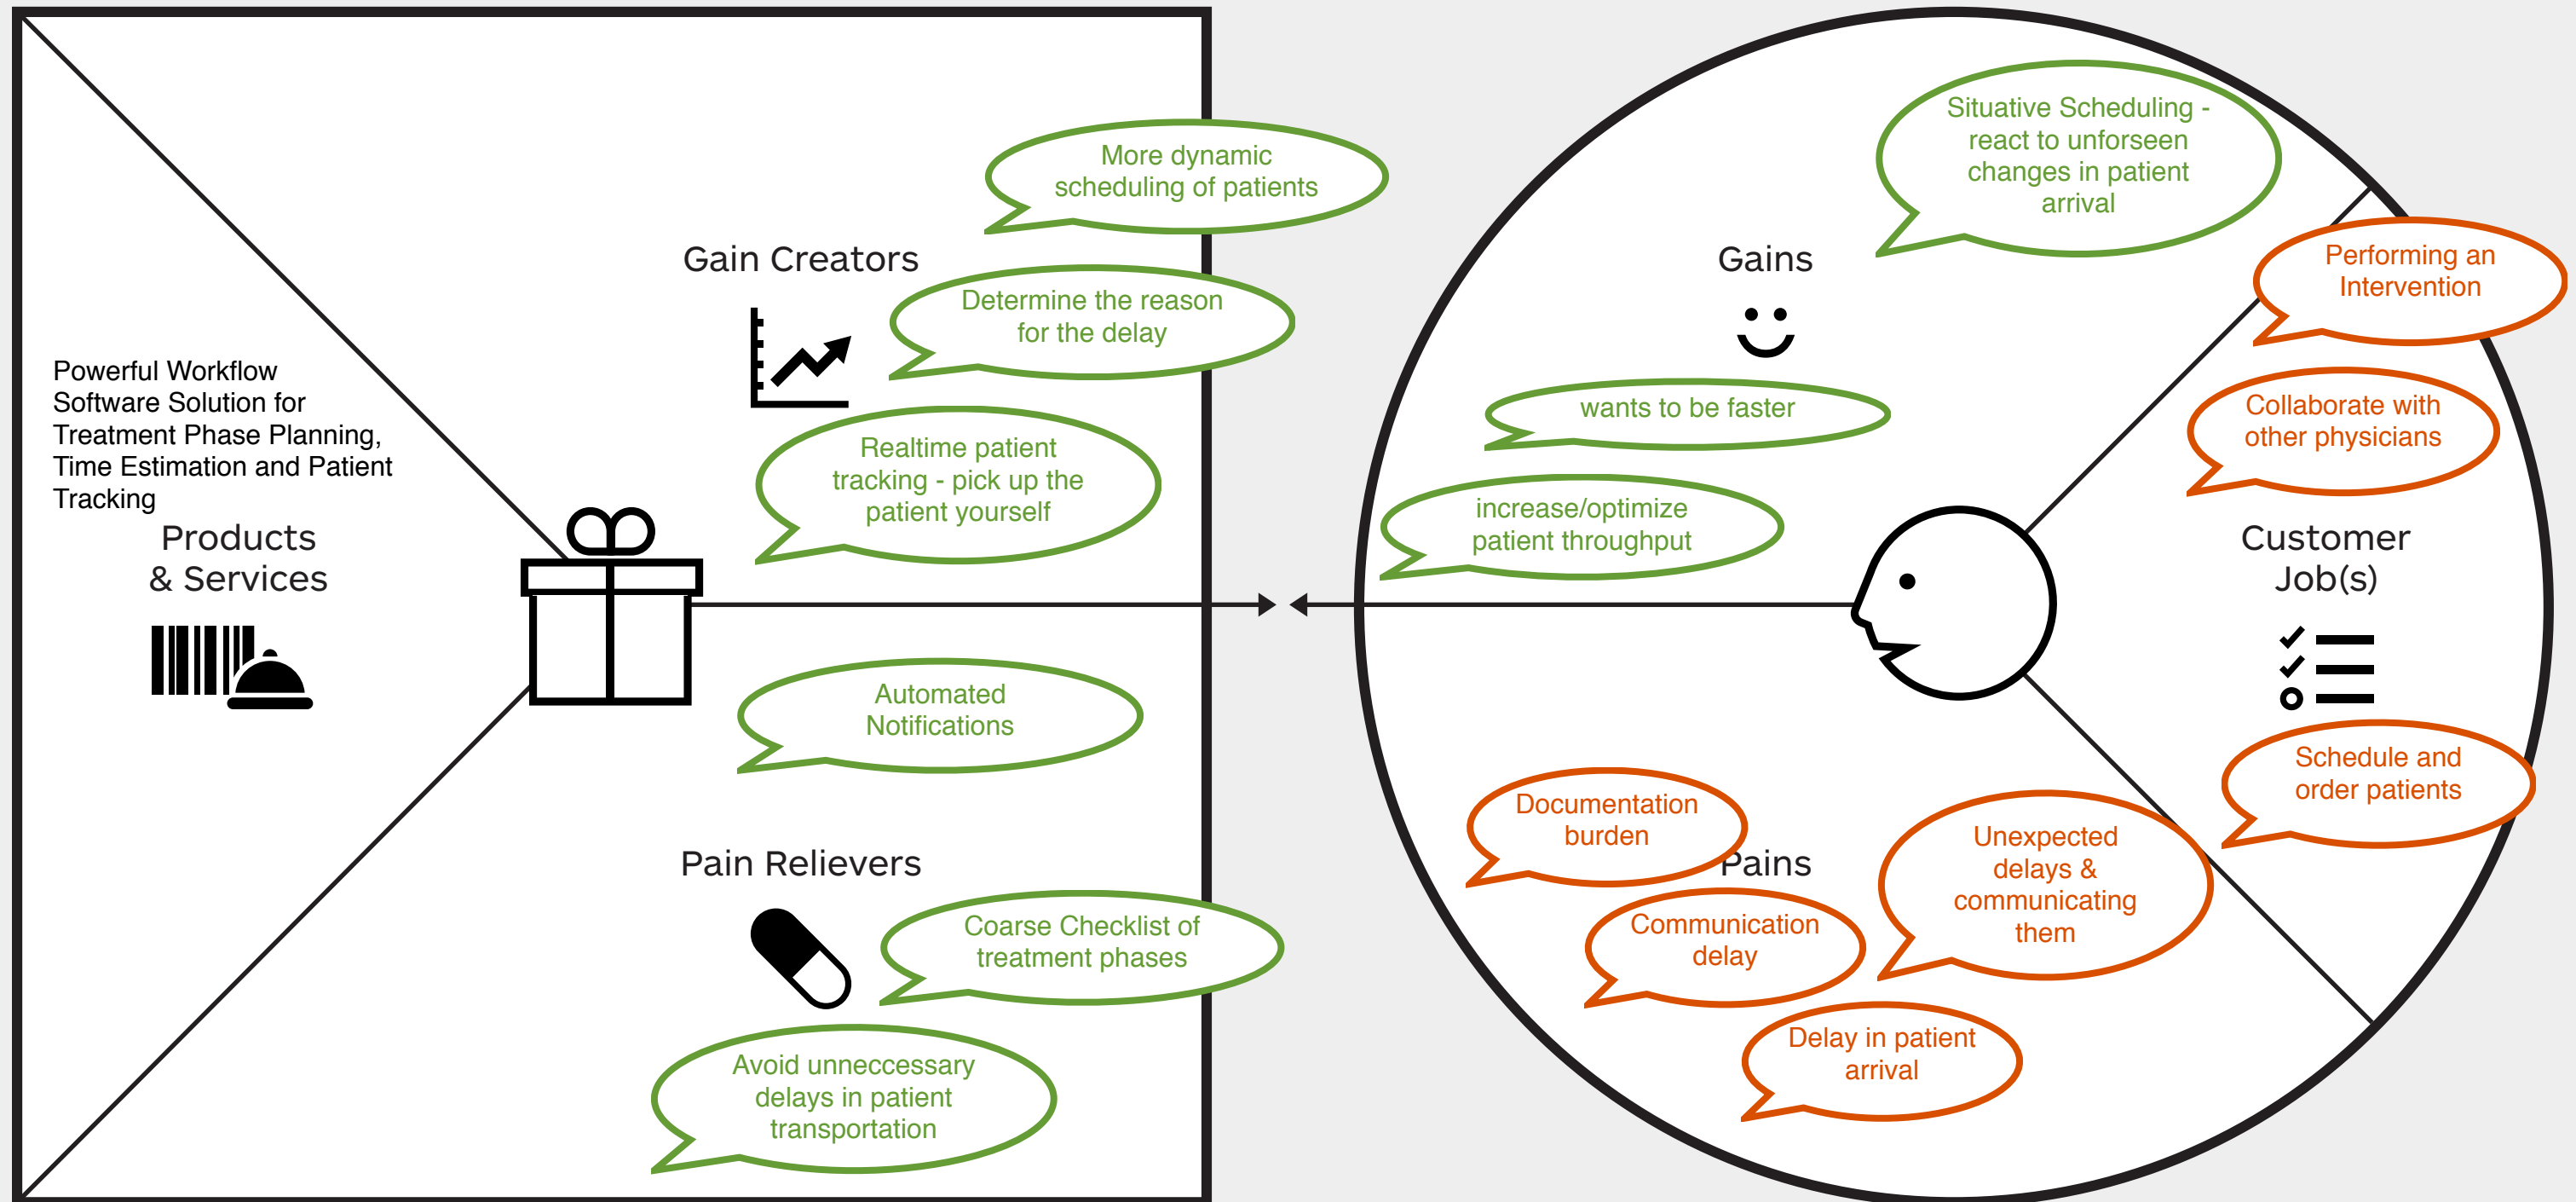 Powerful Workflow
Software Solution for
Treatment Phase Planning,
Time Estimation and Patient
Tracking
Products
& Services
Gain Creators
More dynamic
scheduling of patients
Determine the reason
for the delay
Realtime patient
tracking - pick up the
patient yourself
Automated
Notifications
Pain Relievers
Coarse Checklist of
treatment phases
Avoid unneccessary
delays in patient
transportation
Gains
Situative Scheduling -
react to unforseen
changes in patient
arrival
wants to be faster
increase/optimize
patient throughput
Performing an
Intervention
Collaborate with
other physicians
Customer
Job(s)
Schedule and
order patients
Pains
Documentation
burden
Communication
delay
Unexpected
delays &
communicating
them
Delay in patient
arrival